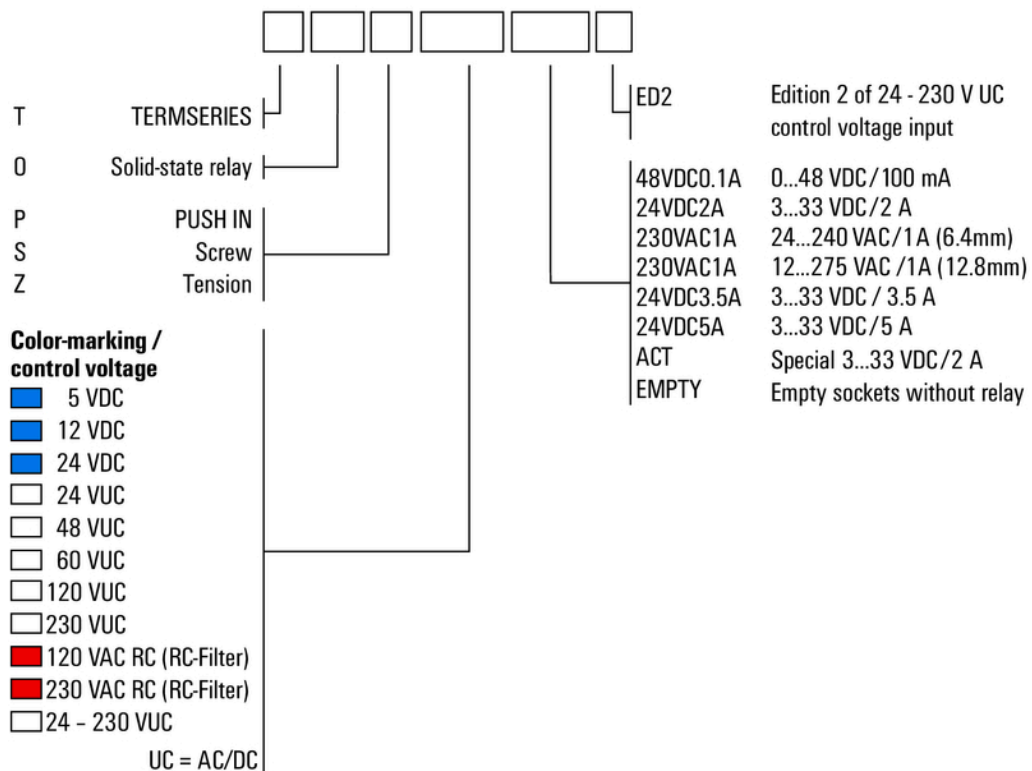 T TERMSERIES
O Solid-state relay
P PUSH IN
S Screw
Z Tension
Color-marking /
control voltage
5 VDC
12 VDC
24 VDC
24 VUC
48 VUC
60 VUC
120 VUC
230 VUC
120 VAC RC (RC-Filter)
230 VAC RC (RC-Filter)
24 – 230 VUC
UC = AC/DC
ED2 Edition 2 of 24 - 230 V UC
control voltage input
48VDC0.1A 0...48 VDC/100 mA
24VDC2A 3...33 VDC/2 A
230VAC1A 24...240 VAC/1A (6.4mm)
230VAC1A 12...275 VAC /1A (12.8mm)
24VDC3.5A 3...33 VDC / 3.5 A
24VDC5A 3...33 VDC/5 A
ACT Special 3...33 VDC/2 A
EMPTY Empty sockets without relay